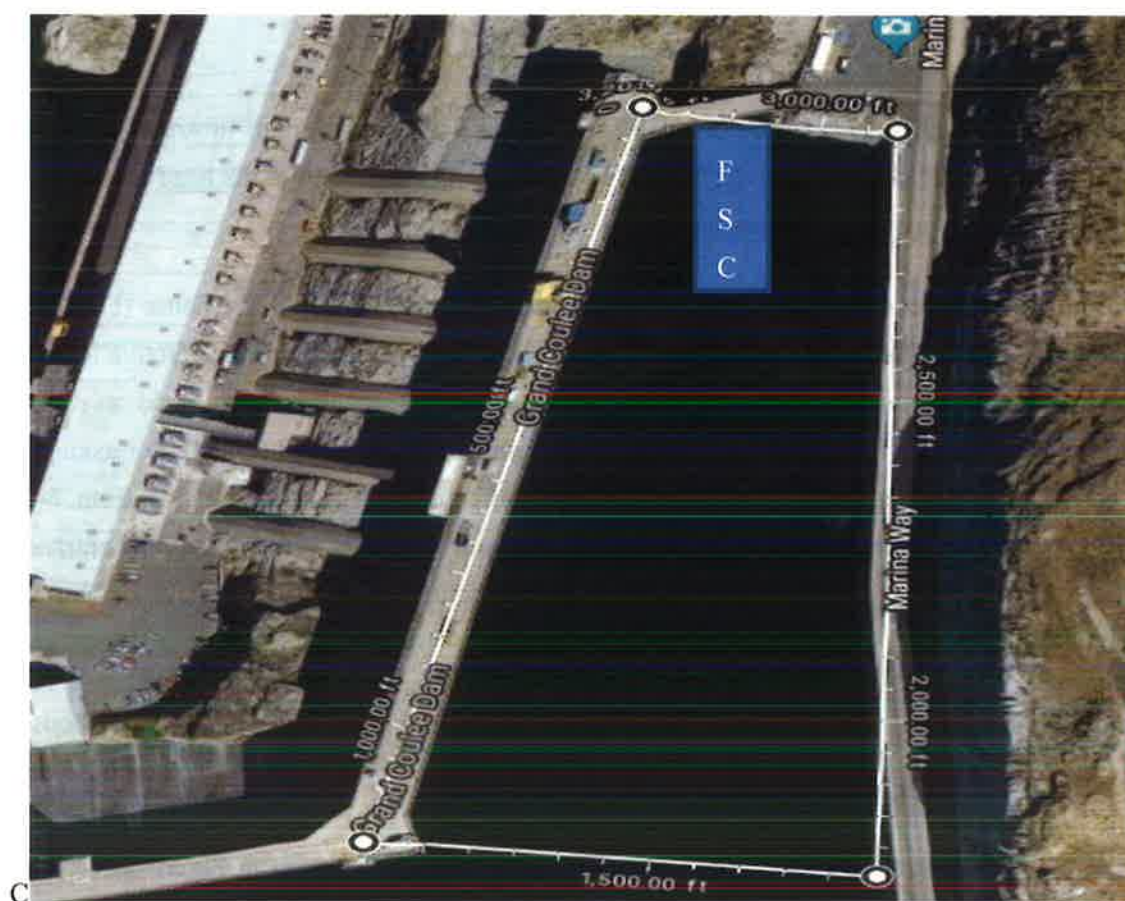 Marin
Marin
3,000.00 ft
F
S
C
Grand Coulee Dam
500.00 ft
2,500.00 ft
Marina Way
2,000.00 ft
1,000.00 ft
Grand Coulee Dam
1,500.00 ft
C